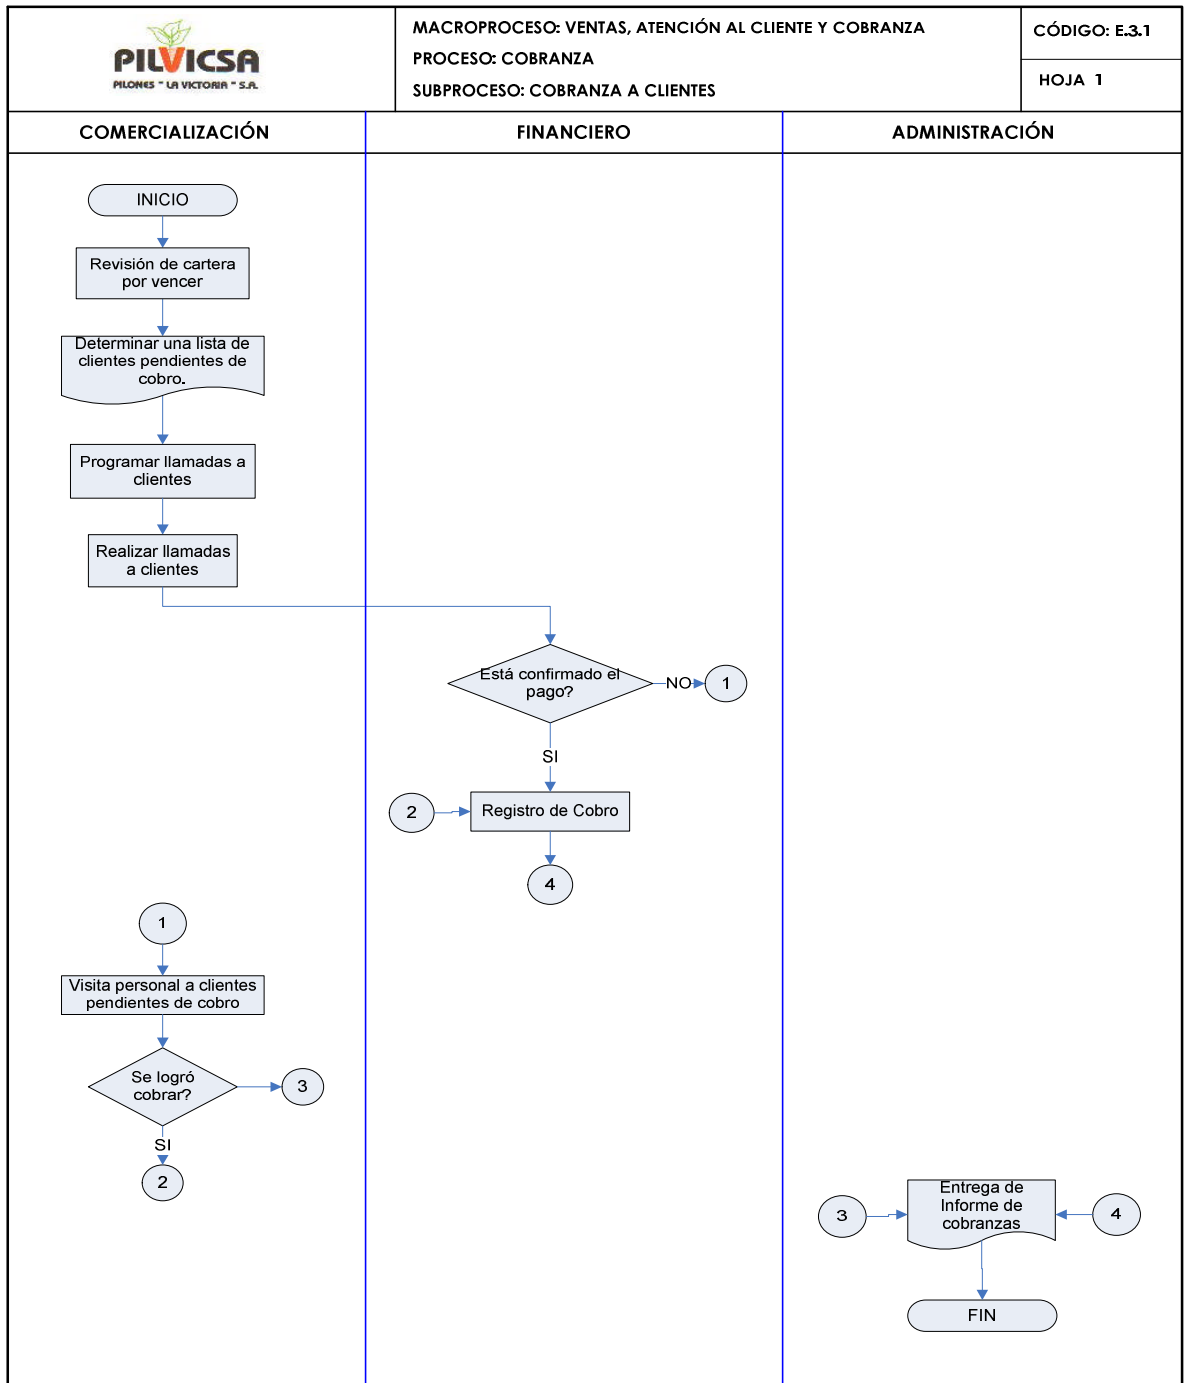 PILVICSA
PILONES " LA VICTORIA " S.A.
MACROPROCESO: VENTAS, ATENCIÓN AL CLIENTE Y COBRANZA
PROCESO: COBRANZA
SUBPROCESO: COBRANZA A CLIENTES
CÓDIGO: E.3.1
HOJA 1
COMERCIALIZACIÓN
FINANCIERO
ADMINISTRACIÓN
INICIO
Revisión de cartera
por vencer
Determinar una lista de
clientes pendientes de
cobro.
Programar llamadas a
clientes
Realizar llamadas
a clientes
Está confirmado el
pago?
NO
1
SI
2
Registro de Cobro
4
1
Visita personal a clientes
pendientes de cobro
Se logró
cobrar?
3
SI
2
3
Entrega de
Informe de
cobranzas
4
FIN